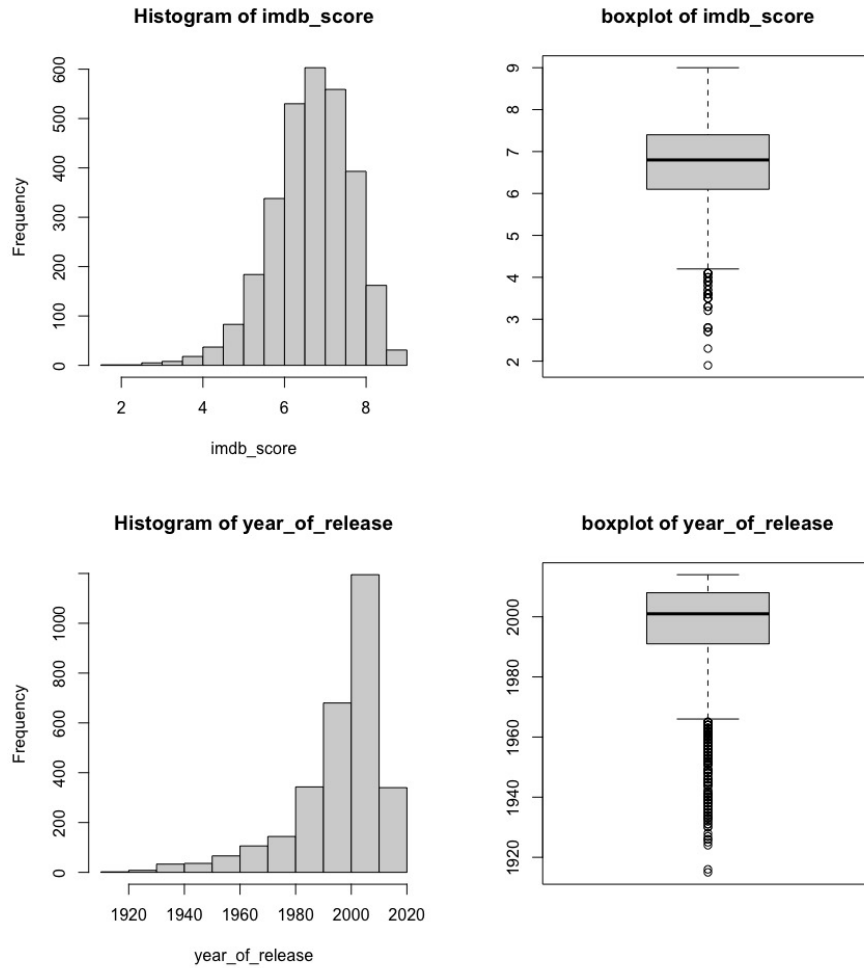 Histogram of imdb_score
Frequency
0
100
200
300
400
500
600
2 4 6 8
imdb_score
boxplot of imdb_score
2
3
4
5
6
7
8
9
Histogram of year_of_release
Frequency
0
200
400
600
800
1000
1920 1940 1960 1980 2000 2020
year_of_release
boxplot of year_of_release
1920
1940
1960
1980
2000